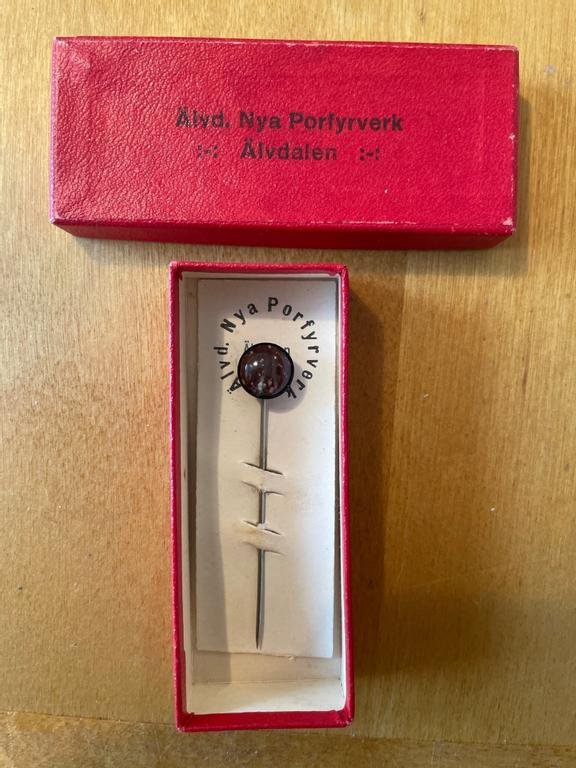 Älvd. Nya Porfyrverk
:-: Älvdalen :-:
Älvd. Nya Porfyrverk